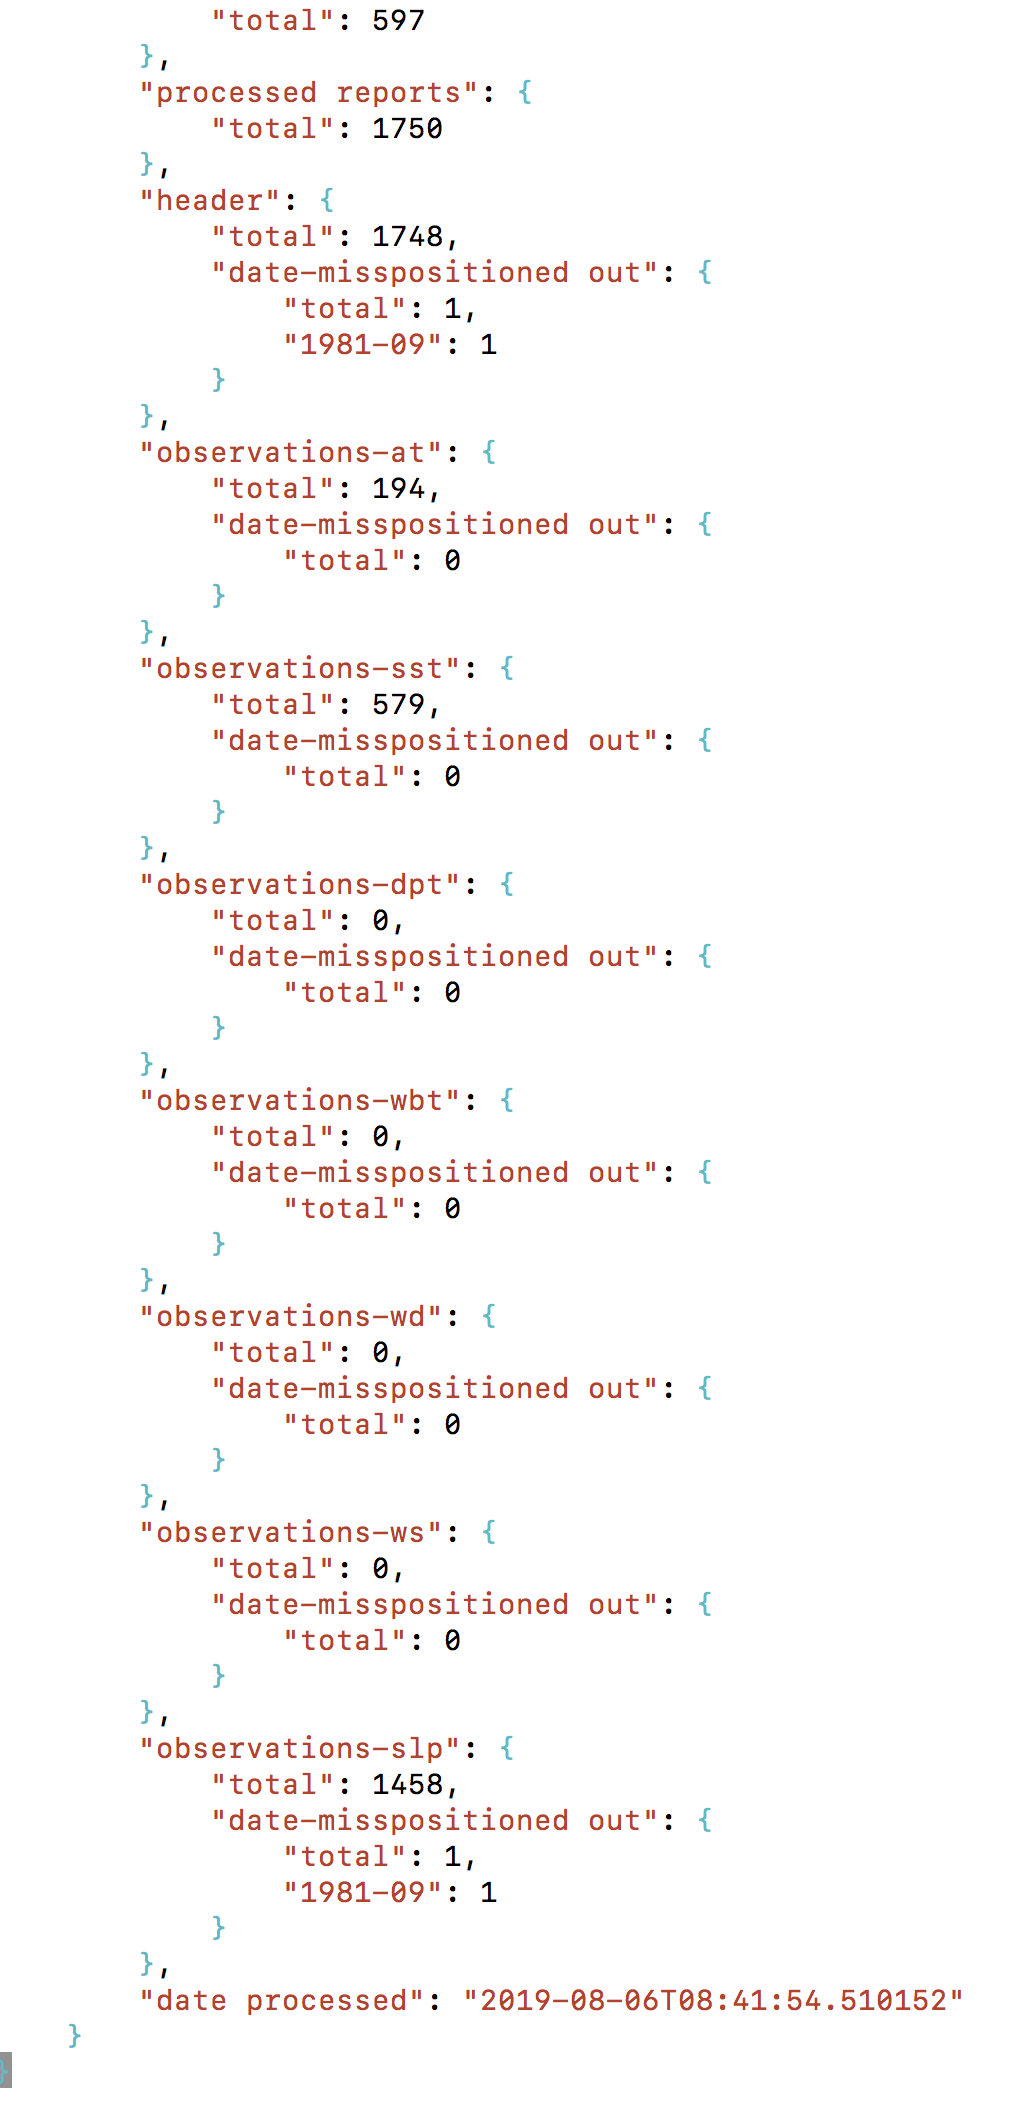 "total": 597
},
"processed reports": {
"total": 1750
},
"header": {
"total": 1748,
"date-misspositioned out": {
"total": 1,
"1981-09": 1
}
},
"observations-at": {
"total": 194,
"date-misspositioned out": {
"total": 0
}
},
"observations-sst": {
"total": 579,
"date-misspositioned out": {
"total": 0
}
},
"observations-dpt": {
"total": 0,
"date-misspositioned out": {
"total": 0
}
},
"observations-wbt": {
"total": 0,
"date-misspositioned out": {
"total": 0
}
},
"observations-wd": {
"total": 0,
"date-misspositioned out": {
"total": 0
}
},
"observations-ws": {
"total": 0,
"date-misspositioned out": {
"total": 0
}
},
"observations-slp": {
"total": 1458,
"date-misspositioned out": {
"total": 1,
"1981-09": 1
}
},
"date processed": "2019-08-06T08:41:54.510152"
}
}